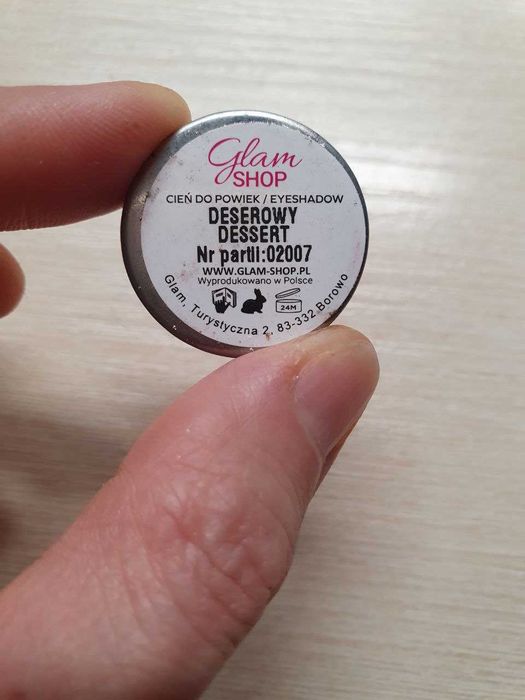 Glam
SHOP
CIEŃ DO POWIEK / EYESHADOW
DESEROWY
DESSERT
Nr partii:02007
WWW.GLAM-SHOP.PL
Wyprodukowano w Polsce
24M
Glam, Turystyczna 2, 83-332 Borowo